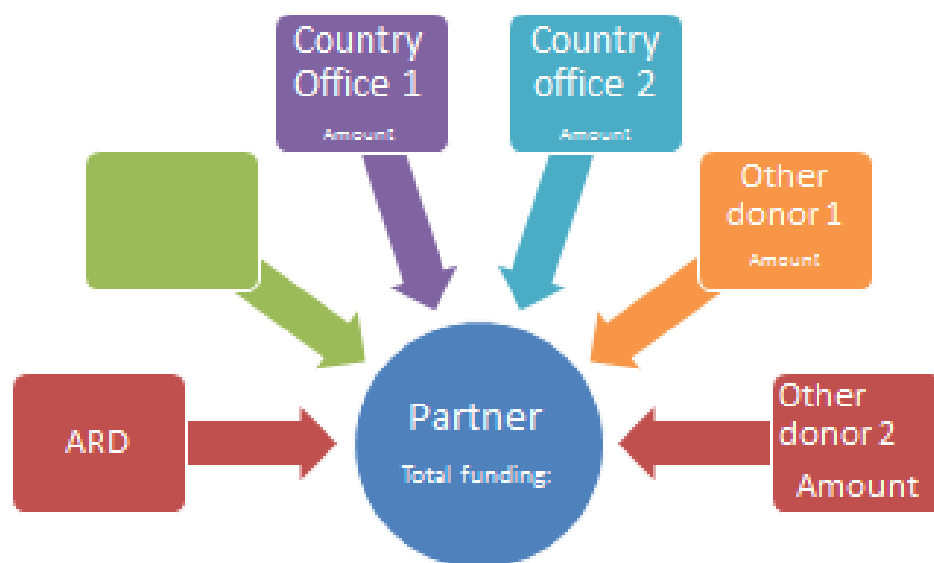 Country
Office 1
Amount
Country
office 2
Amount
Other
donor 1
Amount
ARD
Partner
Total funding:
Other
donor 2
Amount